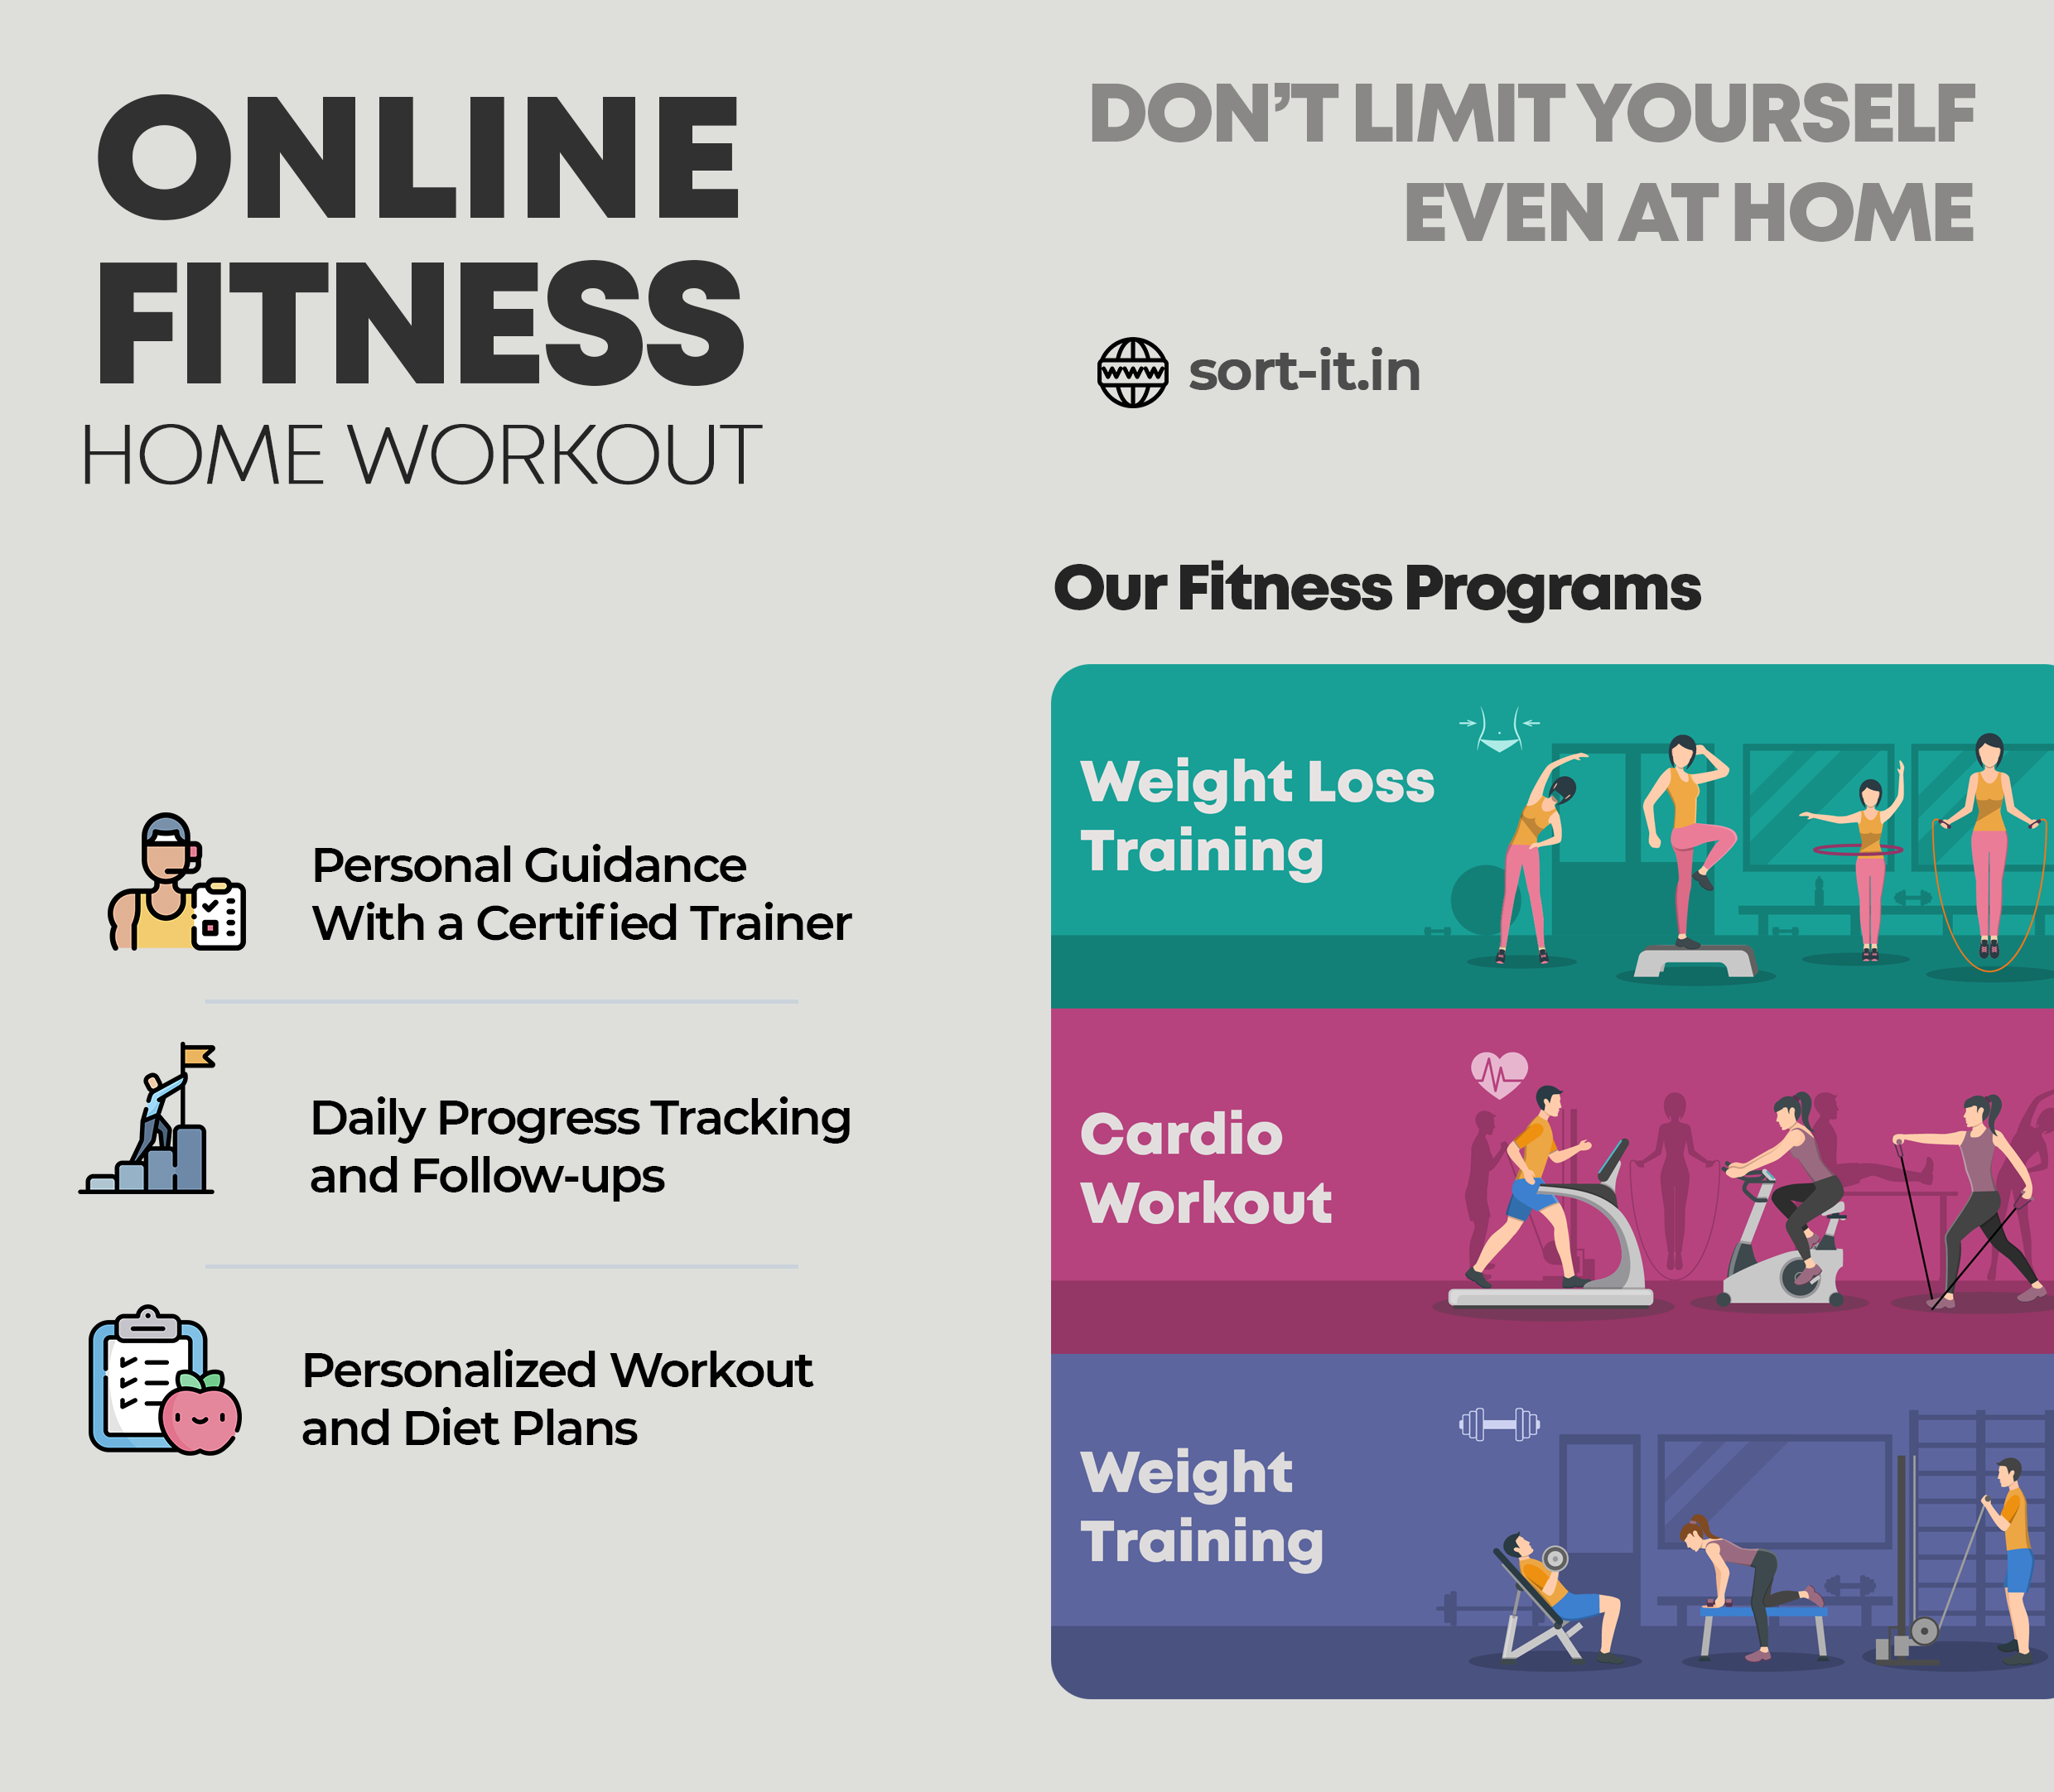 ONLINE
FITNESS
HOME WORKOUT
DON’T LIMIT YOURSELF
EVEN AT HOME
www
sort-it.in
Personal Guidance
With a Certified Trainer
Daily Progress Tracking
and Follow-ups
Personalized Workout
and Diet Plans
Our Fitness Programs
Weight Loss
Training
Cardio
Workout
Weight
Training